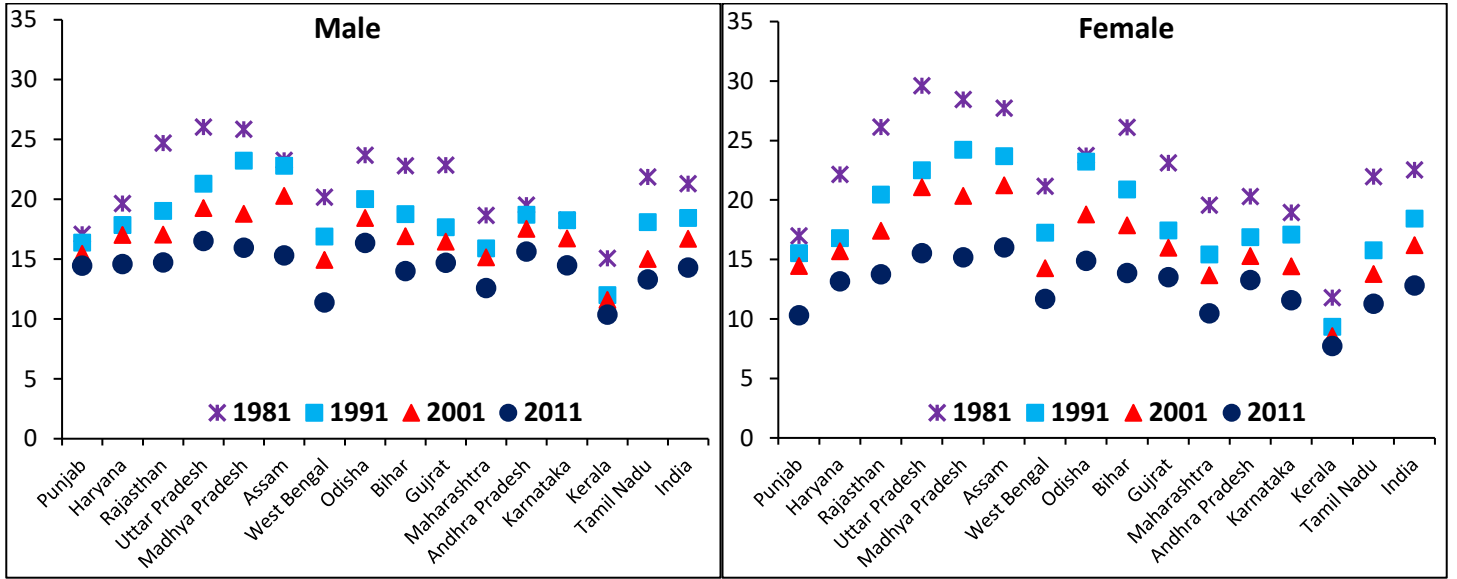 Male
35
30
25
20
15
10
5
0
1981 1991 2001 2011
Punjab
Haryana
Rajasthan
Uttar Pradesh
Madhya Pradesh
Assam
West Bengal
Odisha
Bihar
Gujrat
Maharashtra
Andhra Pradesh
Karnataka
Kerala
Tamil Nadu
India
Female
35
30
25
20
15
10
5
0
1981 1991 2001 2011
Punjab
Haryana
Rajasthan
Uttar Pradesh
Madhya Pradesh
Assam
West Bengal
Odisha
Bihar
Gujrat
Maharashtra
Andhra Pradesh
Karnataka
Kerala
Tamil Nadu
India